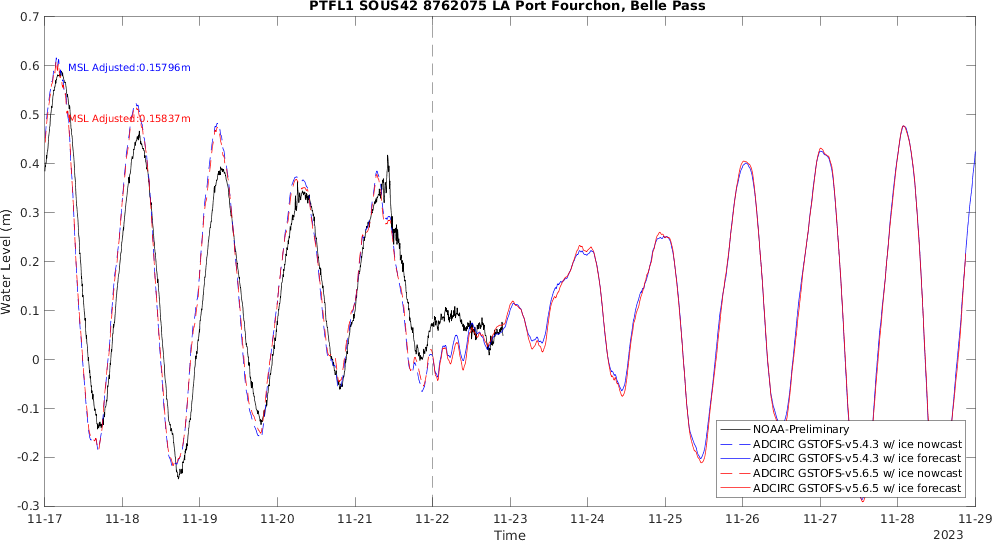 PTFL1 SOUS42 8762075 LA Port Fourchon, Belle Pass
0.7
0.6
0.5
0.4
0.3
0.2
0.1
0
-0.1
-0.2
-0.3
Water Level (m)
MSL Adjusted:0.15796m
MSL Adjusted:0.15837m
NOAA-Preliminary
ADCIRC GSTOFS-v5.4.3 w/ ice nowcast
ADCIRC GSTOFS-v5.4.3 w/ ice forecast
ADCIRC GSTOFS-v5.6.5 w/ ice nowcast
ADCIRC GSTOFS-v5.6.5 w/ ice forecast
11-17 11-18 11-19 11-20 11-21 11-22 11-23 11-24 11-25 11-26 11-27 11-28 11-29
Time
2023